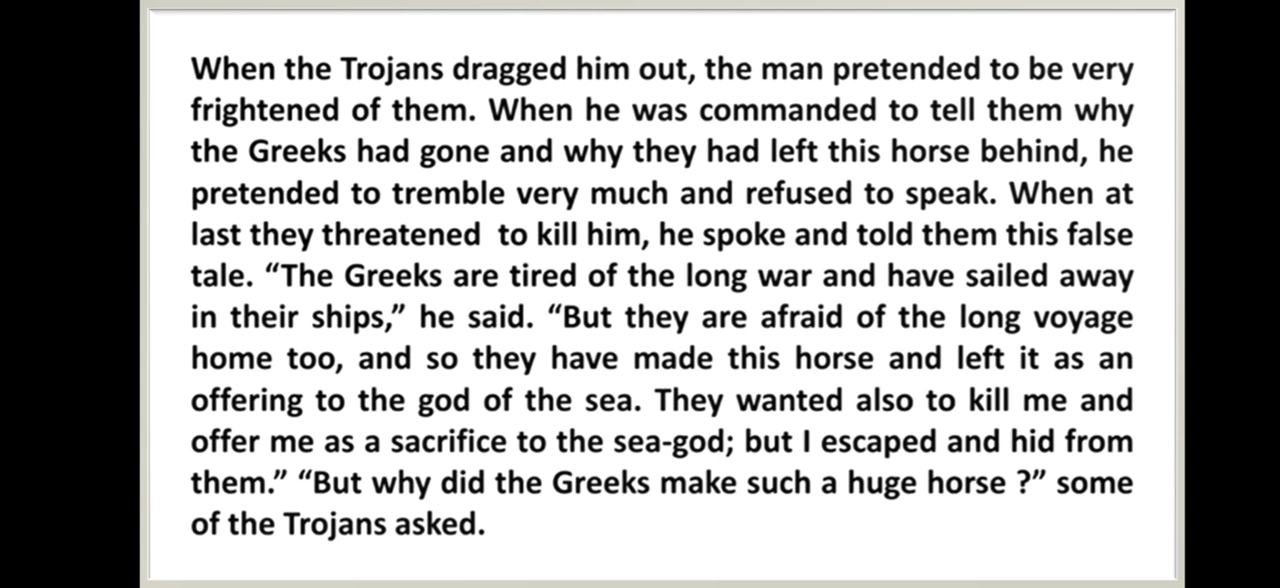 When the Trojans dragged him out, the man pretended to be very
frightened of them. When he was commanded to tell them why
the Greeks had gone and why they had left this horse behind, he
pretended to tremble very much and refused to speak. When at
last they threatened  to kill him, he spoke and told them this false
tale. “The Greeks are tired of the long war and have sailed away
in their ships,” he said. “But they are afraid of the long voyage
home too, and so they have made this horse and left it as an
offering to the god of the sea. They wanted also to kill me and
offer me as a sacrifice to the sea-god; but I escaped and hid from
them.” “But why did the Greeks make such a huge horse ?” some
of the Trojans asked.